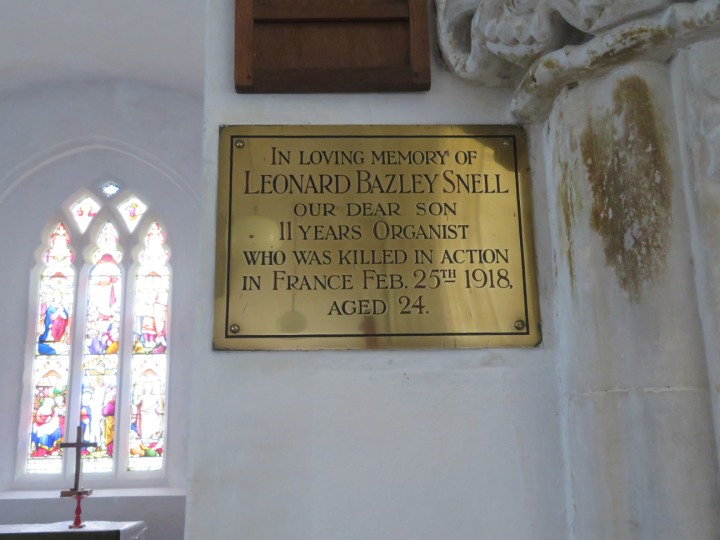 IN LOVING MEMORY OF
LEONARD BAZLEY SNELL
OUR DEAR SON
11 YEARS ORGANIST
WHO WAS KILLED IN ACTION
IN FRANCE FEB. 25TH 1918,
AGED 24.